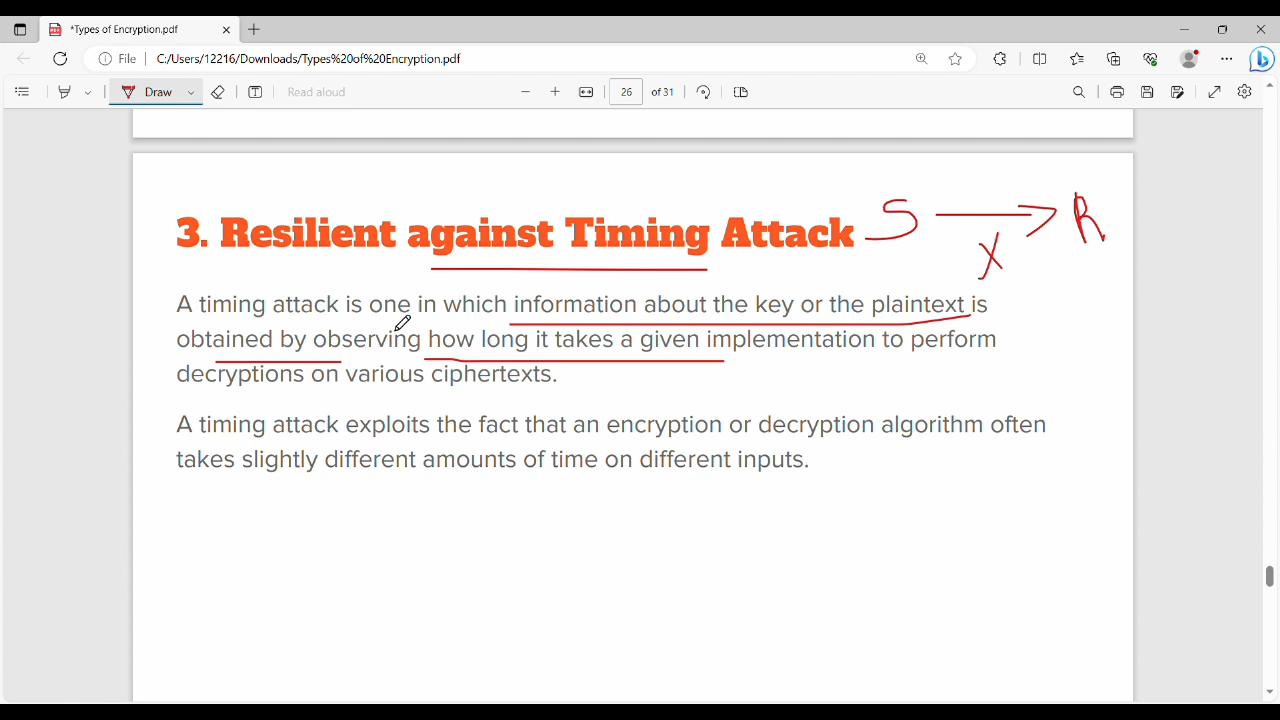 *Types of Encryption.pdf
File C:/Users/12216/Downloads/Types%20of%20Encryption.pdf
Draw Read aloud 26 of 31
3. Resilient against Timing Attack S R
X
A timing attack is one in which information about the key or the plaintext is
obtained by observing how long it takes a given implementation to perform
decryptions on various ciphertexts.
A timing attack exploits the fact that an encryption or decryption algorithm often
takes slightly different amounts of time on different inputs.